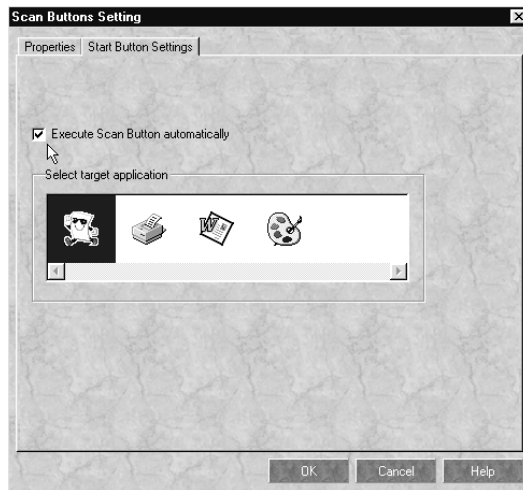 Scan Buttons Setting
Properties Start Button Settings
Execute Scan Button automatically
Select target application
W
OK Cancel Help